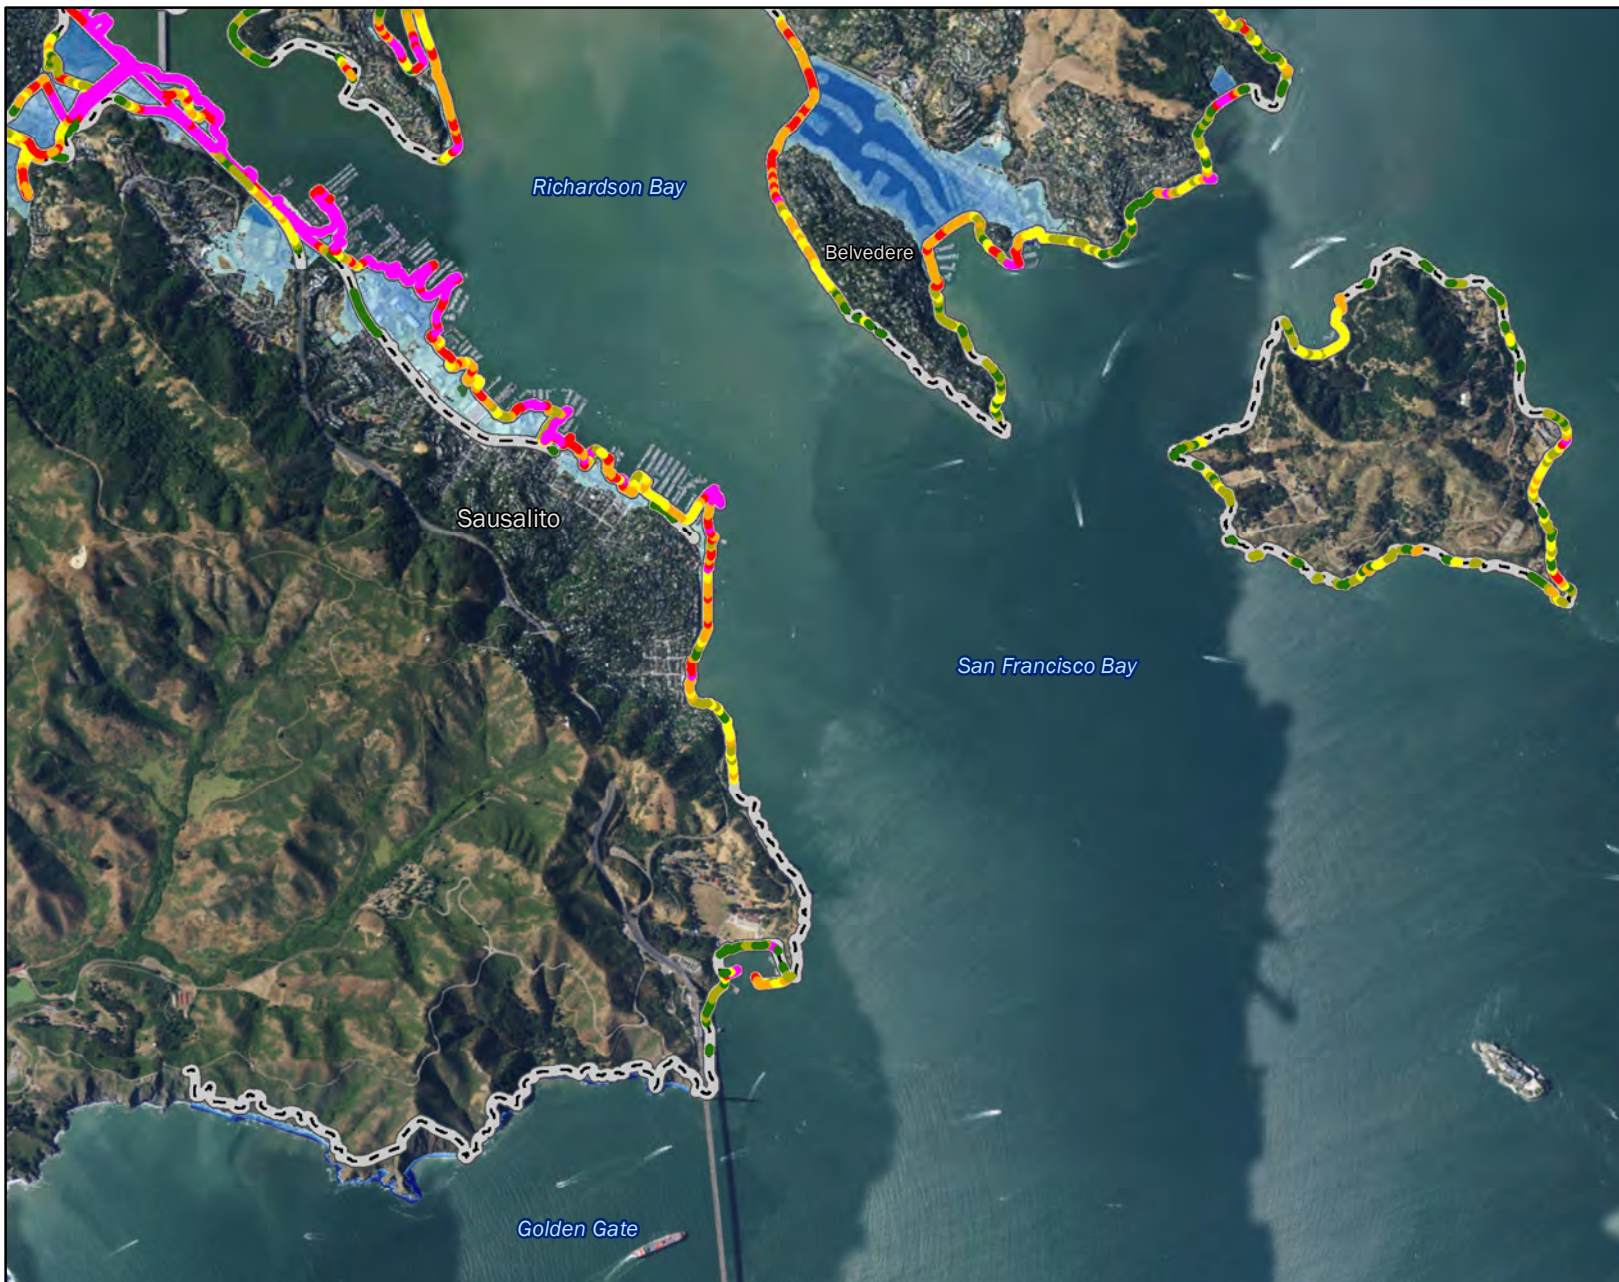 Richardson Bay
Belvedere
Sausalito
San Francisco Bay
Golden Gate